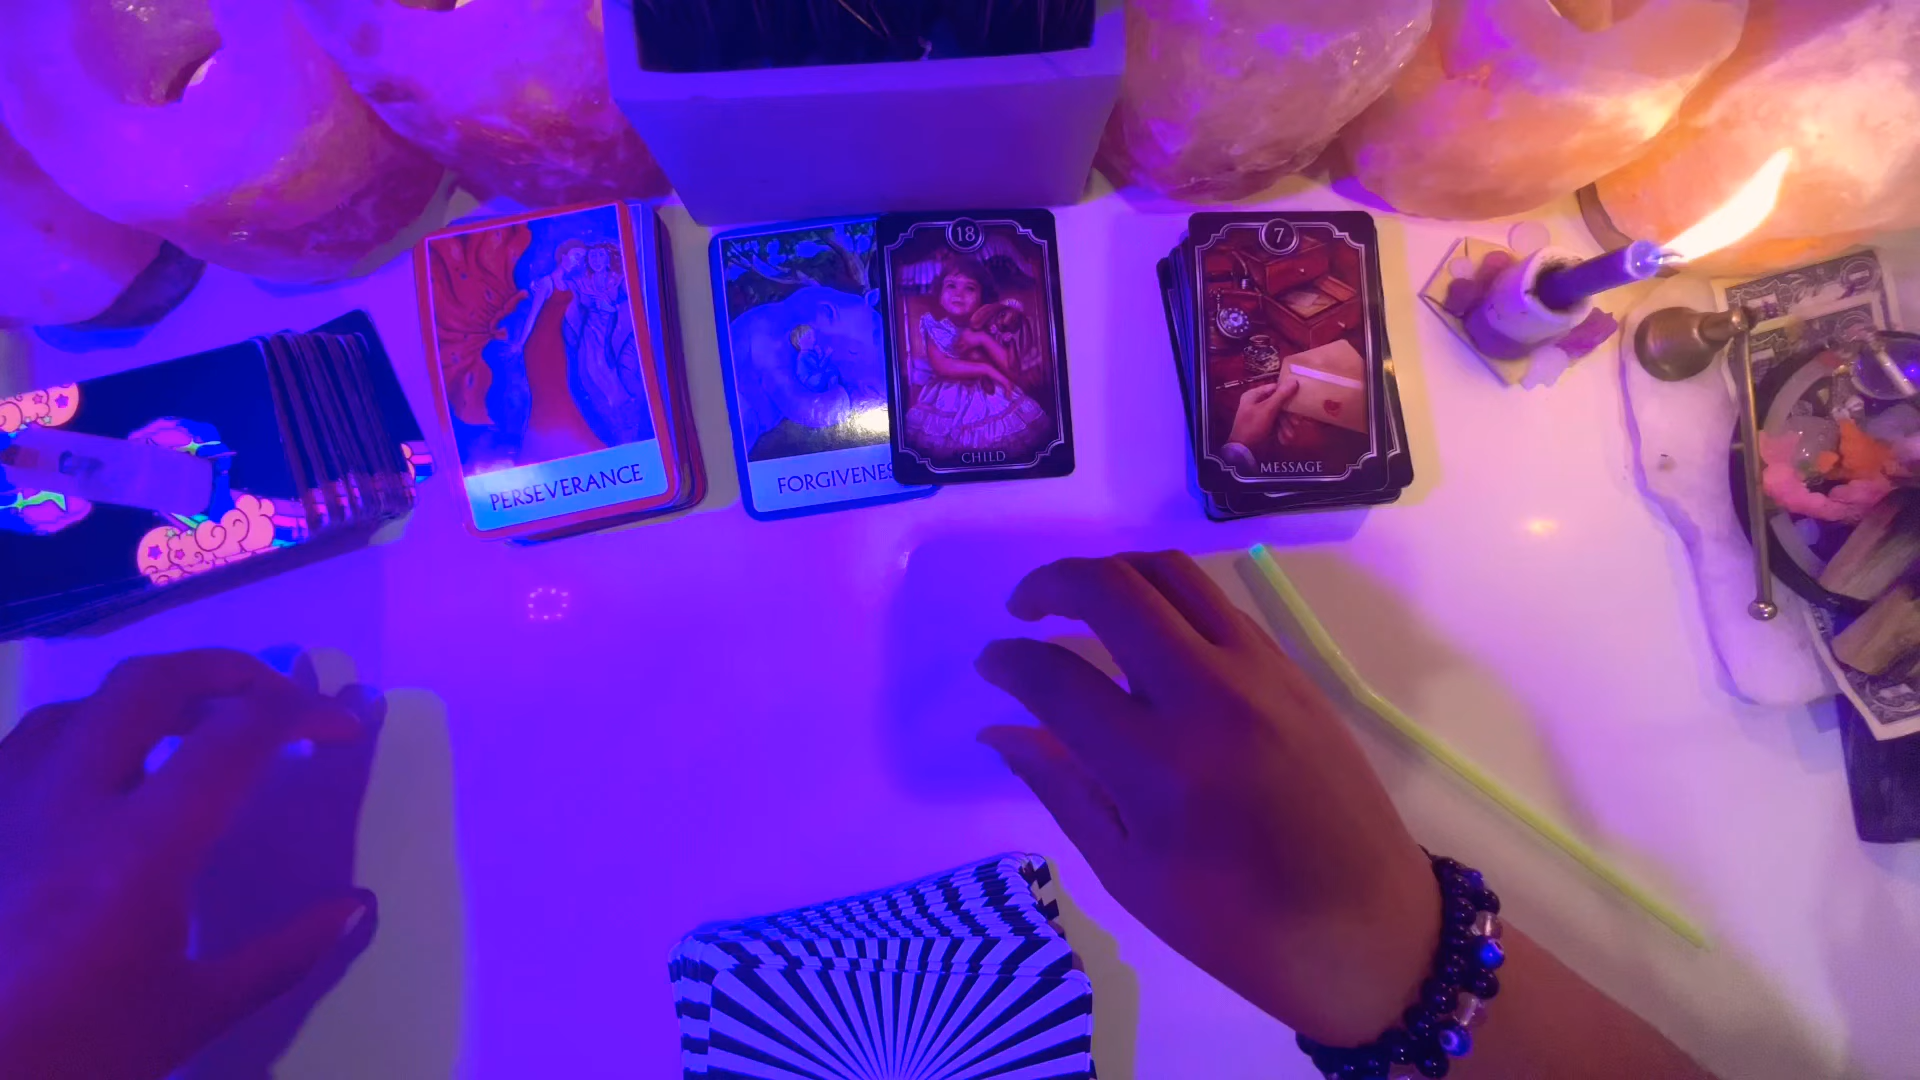 PERSEVERANCE
FORGIVENES
18
CHILD
7
MESSAGE